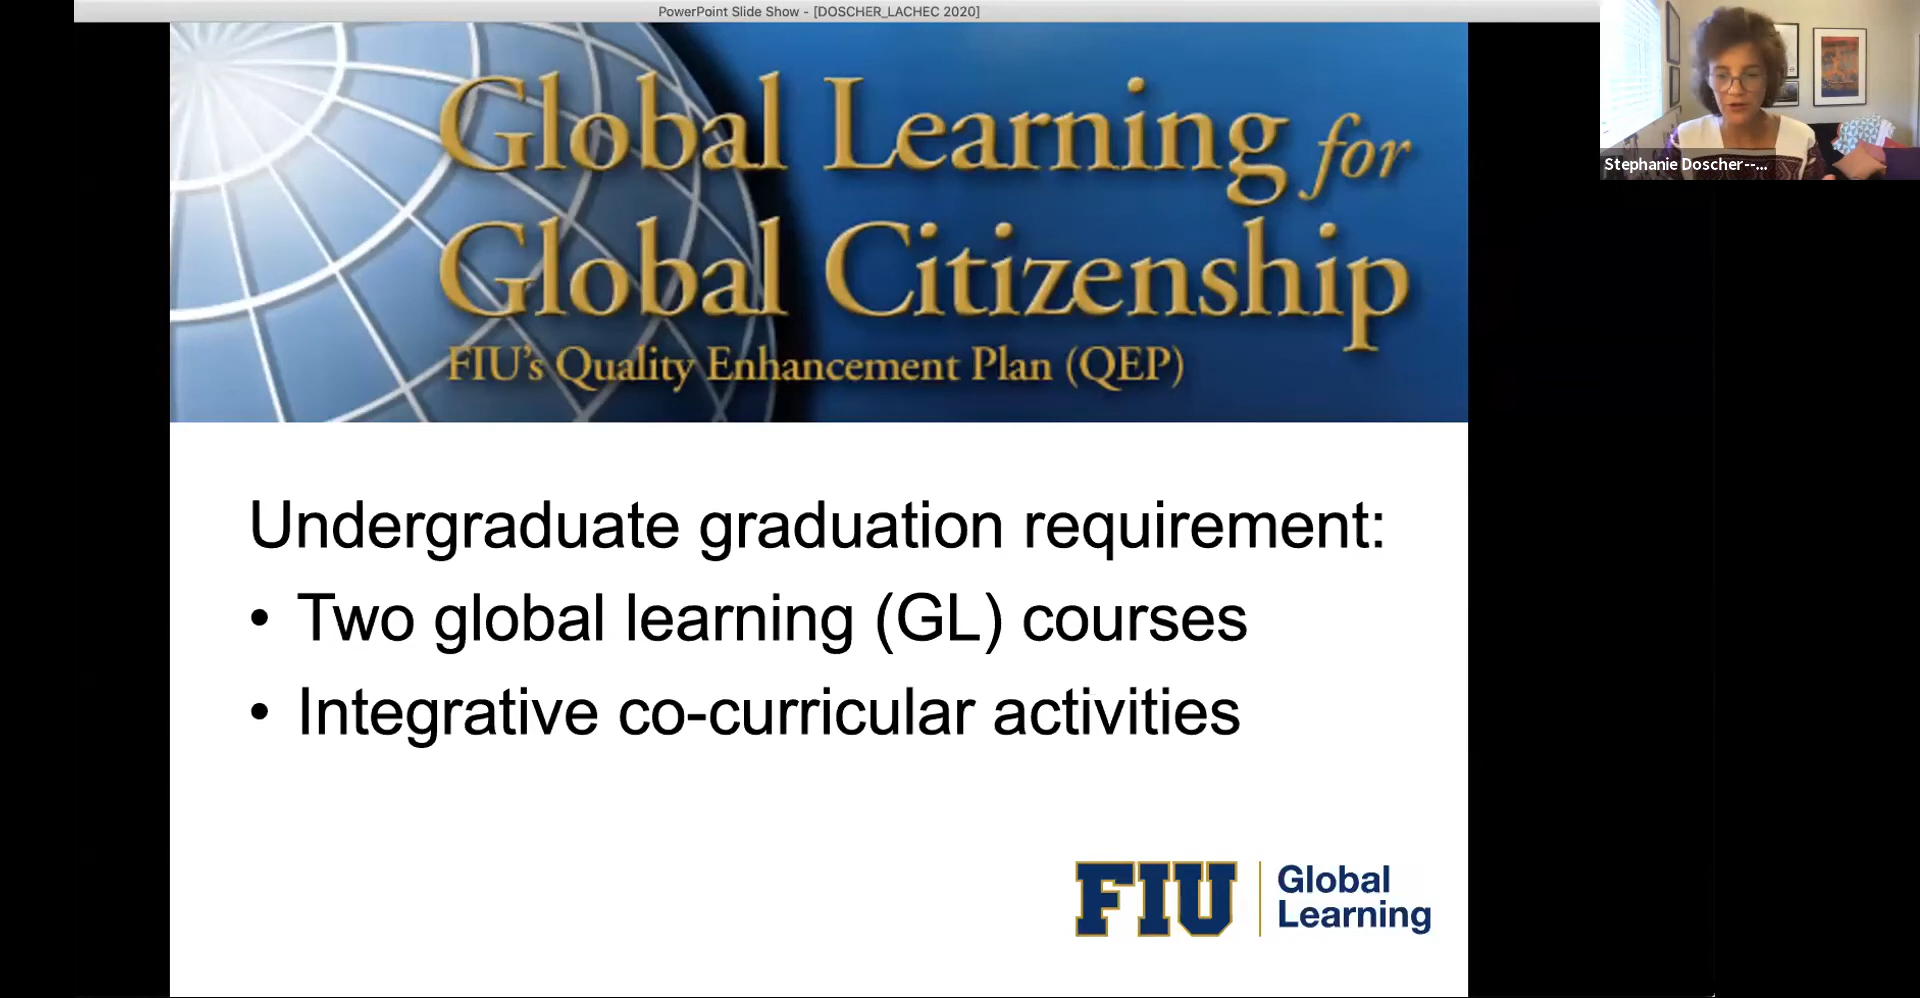 PowerPoint Slide Show - [DOSCHER_LACHEC 2020]
Stephanie Doscher--...
Global Learning for
Global Citizenship
FIU's Quality Enhancement Plan (QEP)
Undergraduate graduation requirement:
• Two global learning (GL) courses
• Integrative co-curricular activities
FIU
Global
Learning